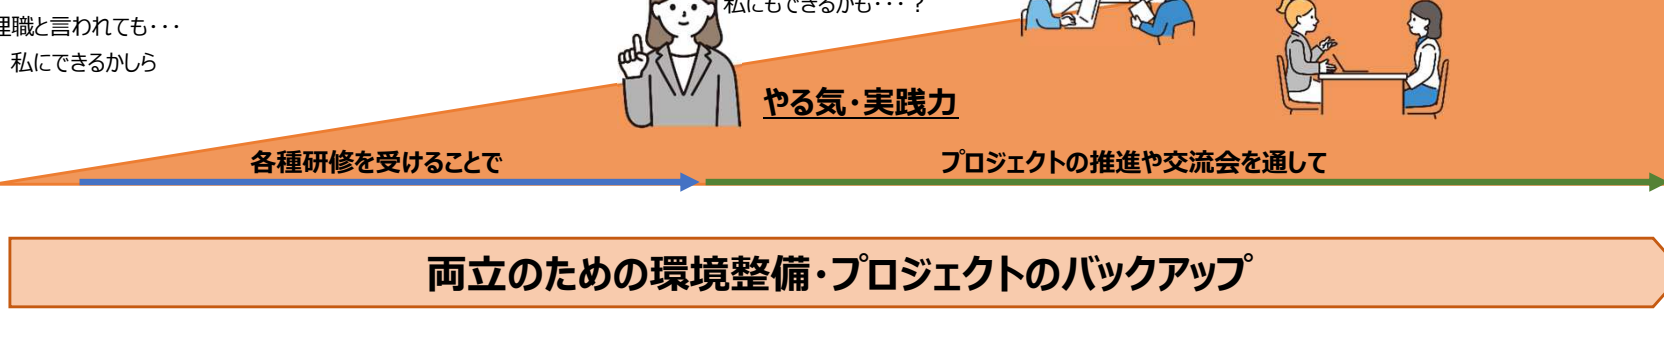 理職と言われても･･･
私にできるかしら
私にもできるかも･･･？
やる気・実践力
各種研修を受けることで
プロジェクトの推進や交流会を通して
両立のための環境整備・プロジェクトのバックアップ